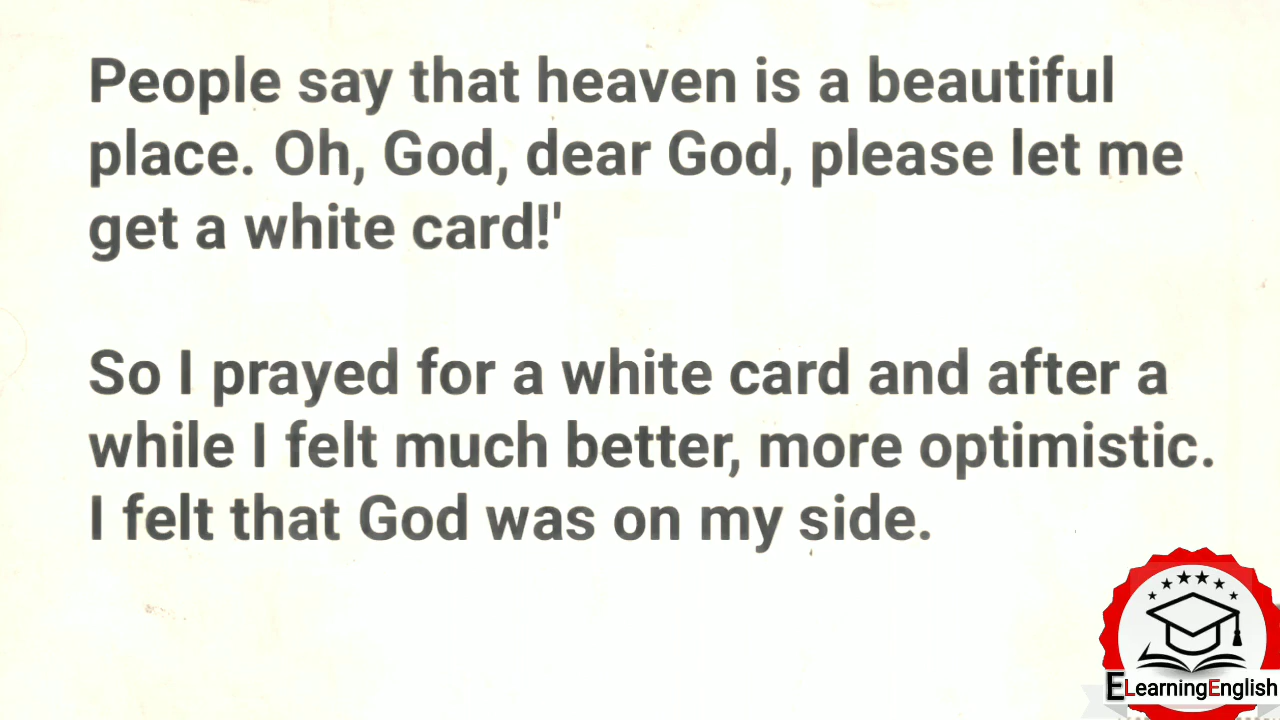 People say that heaven is a beautiful
place. Oh, God, dear God, please let me
get a white card!'
So I prayed for a white card and after a
while I felt much better, more optimistic.
I felt that God was on my side.
ELearningEnglish